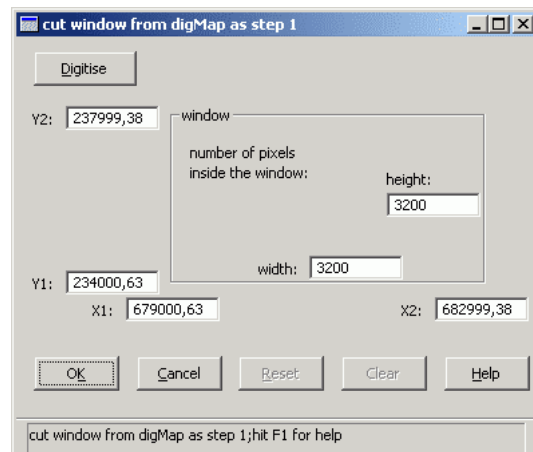 cut window from digMap as step 1
Digitise
Y2: 237999,38
window
number of pixels
inside the window:
height:
3200
width: 3200
Y1: 234000,63
X1: 679000,63 X2: 682999,38
OK Cancel Reset Clear Help
cut window from digMap as step 1;hit F1 for help